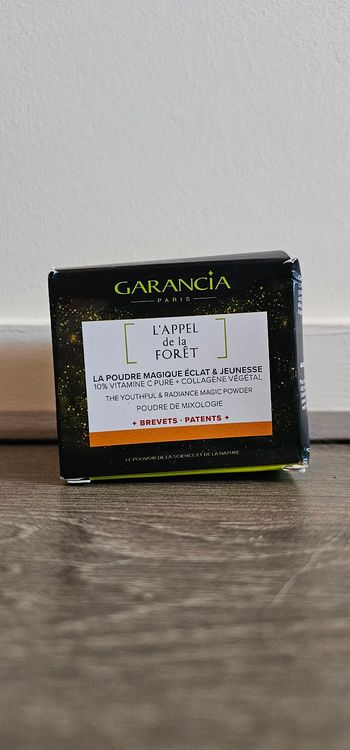 GARANCIA
PARIS
L'APPEL
de la
FORÊT
LA POUDRE MAGIQUE ÉCLAT & JEUNESSE
10% VITAMINE C PURE + COLLAGÈNE VÉGÉTAL
THE YOUTHFUL & RADIANCE MAGIC POWDER
POUDRE DE MIXOLOGIE
+ BREVETS - PATENTS +
LE POUVOIR DE LA SCIENCE ET DE LA NATURE